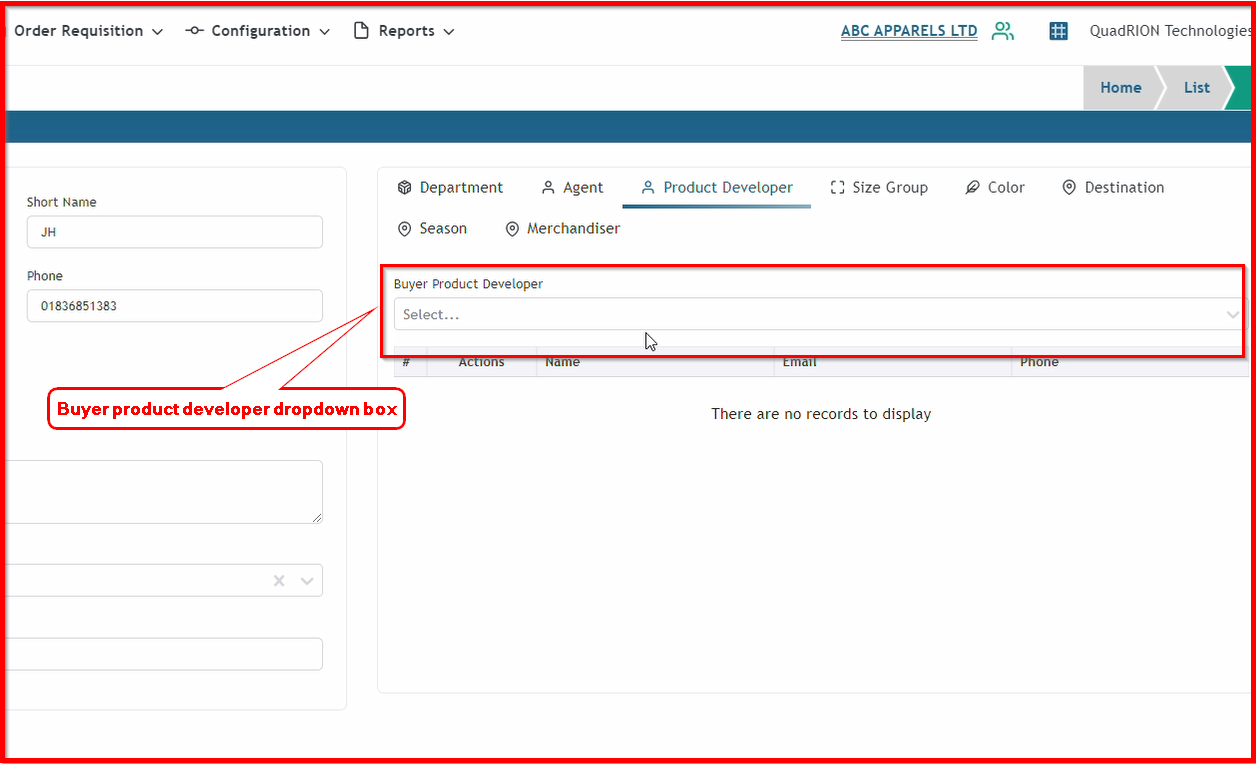 Order Requisition Configuration Reports ABC APPARELS LTD QuadRION Technologies
Home List
Department Agent Product Developer Size Group Color Destination
Season Merchandiser
Short Name
JH
Phone
01836851383
Buyer Product Developer
Select...
# Actions Name Email Phone
There are no records to display
Buyer product developer dropdown box